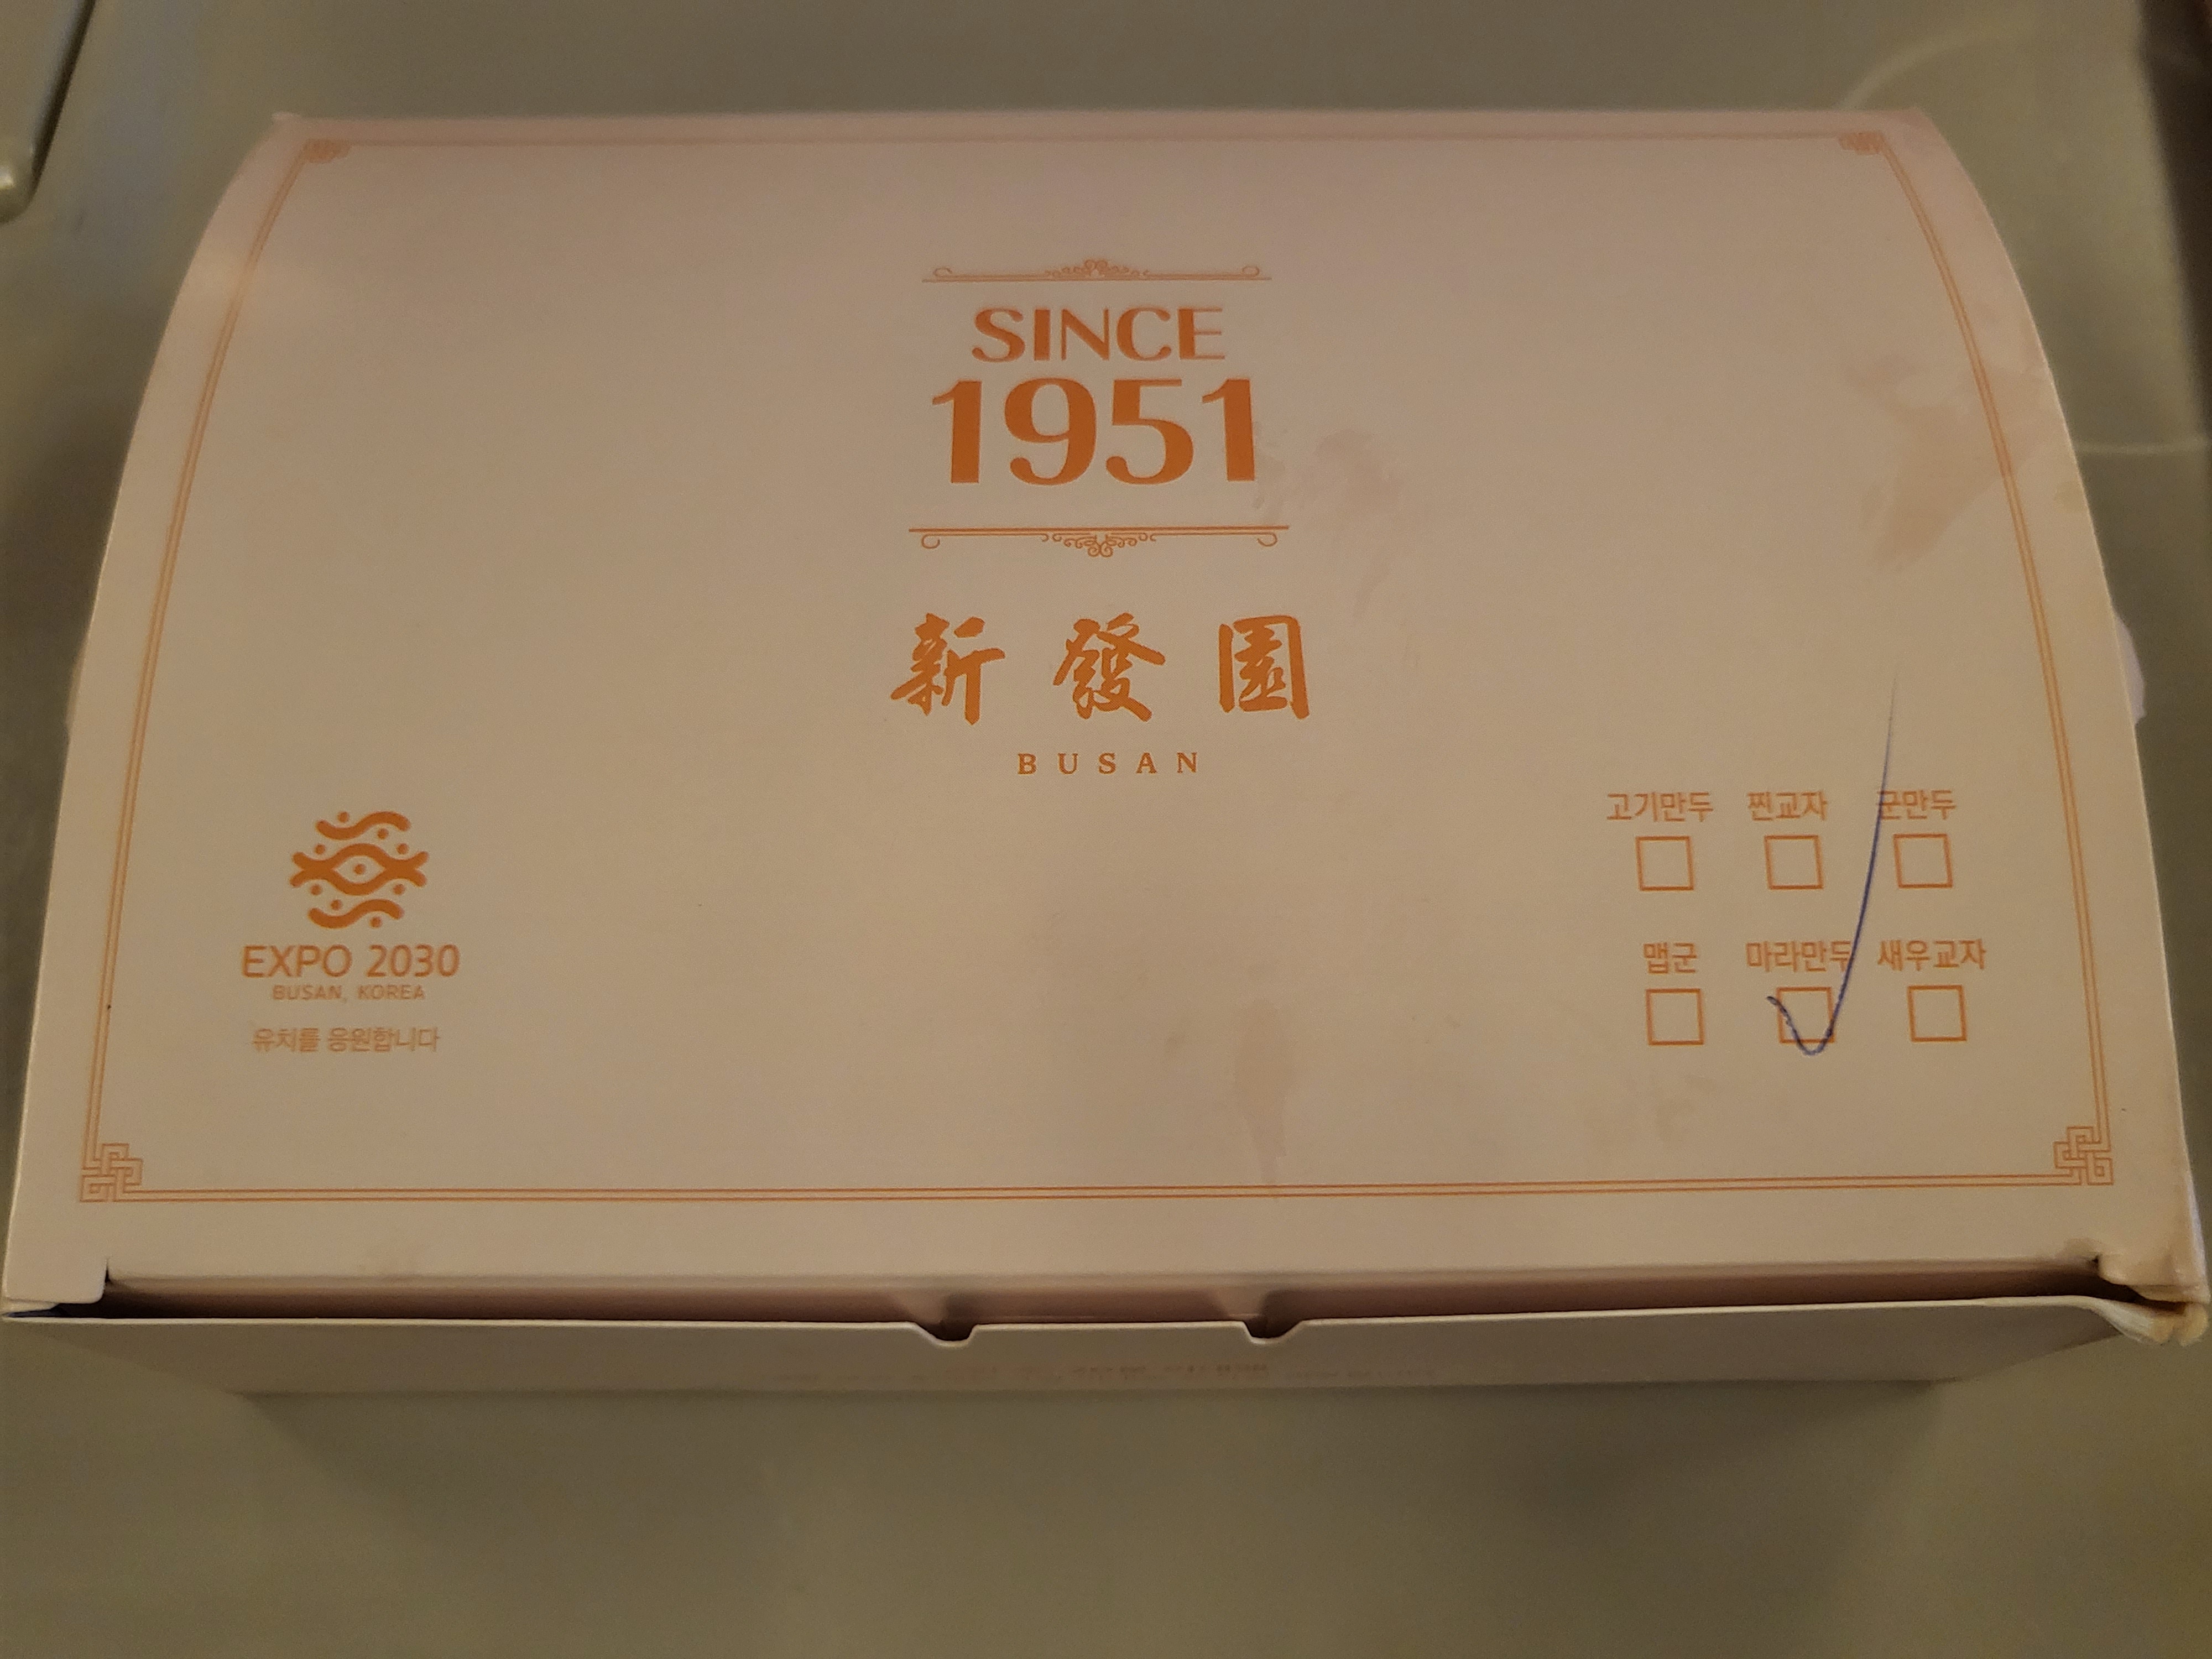 SINCE
1951
新發園
BUSAN
EXPO 2030
BUSAN, KOREA
유치를 응원합니다
고기만두 찐교자 군만두
맵군 마라만두 새우교자